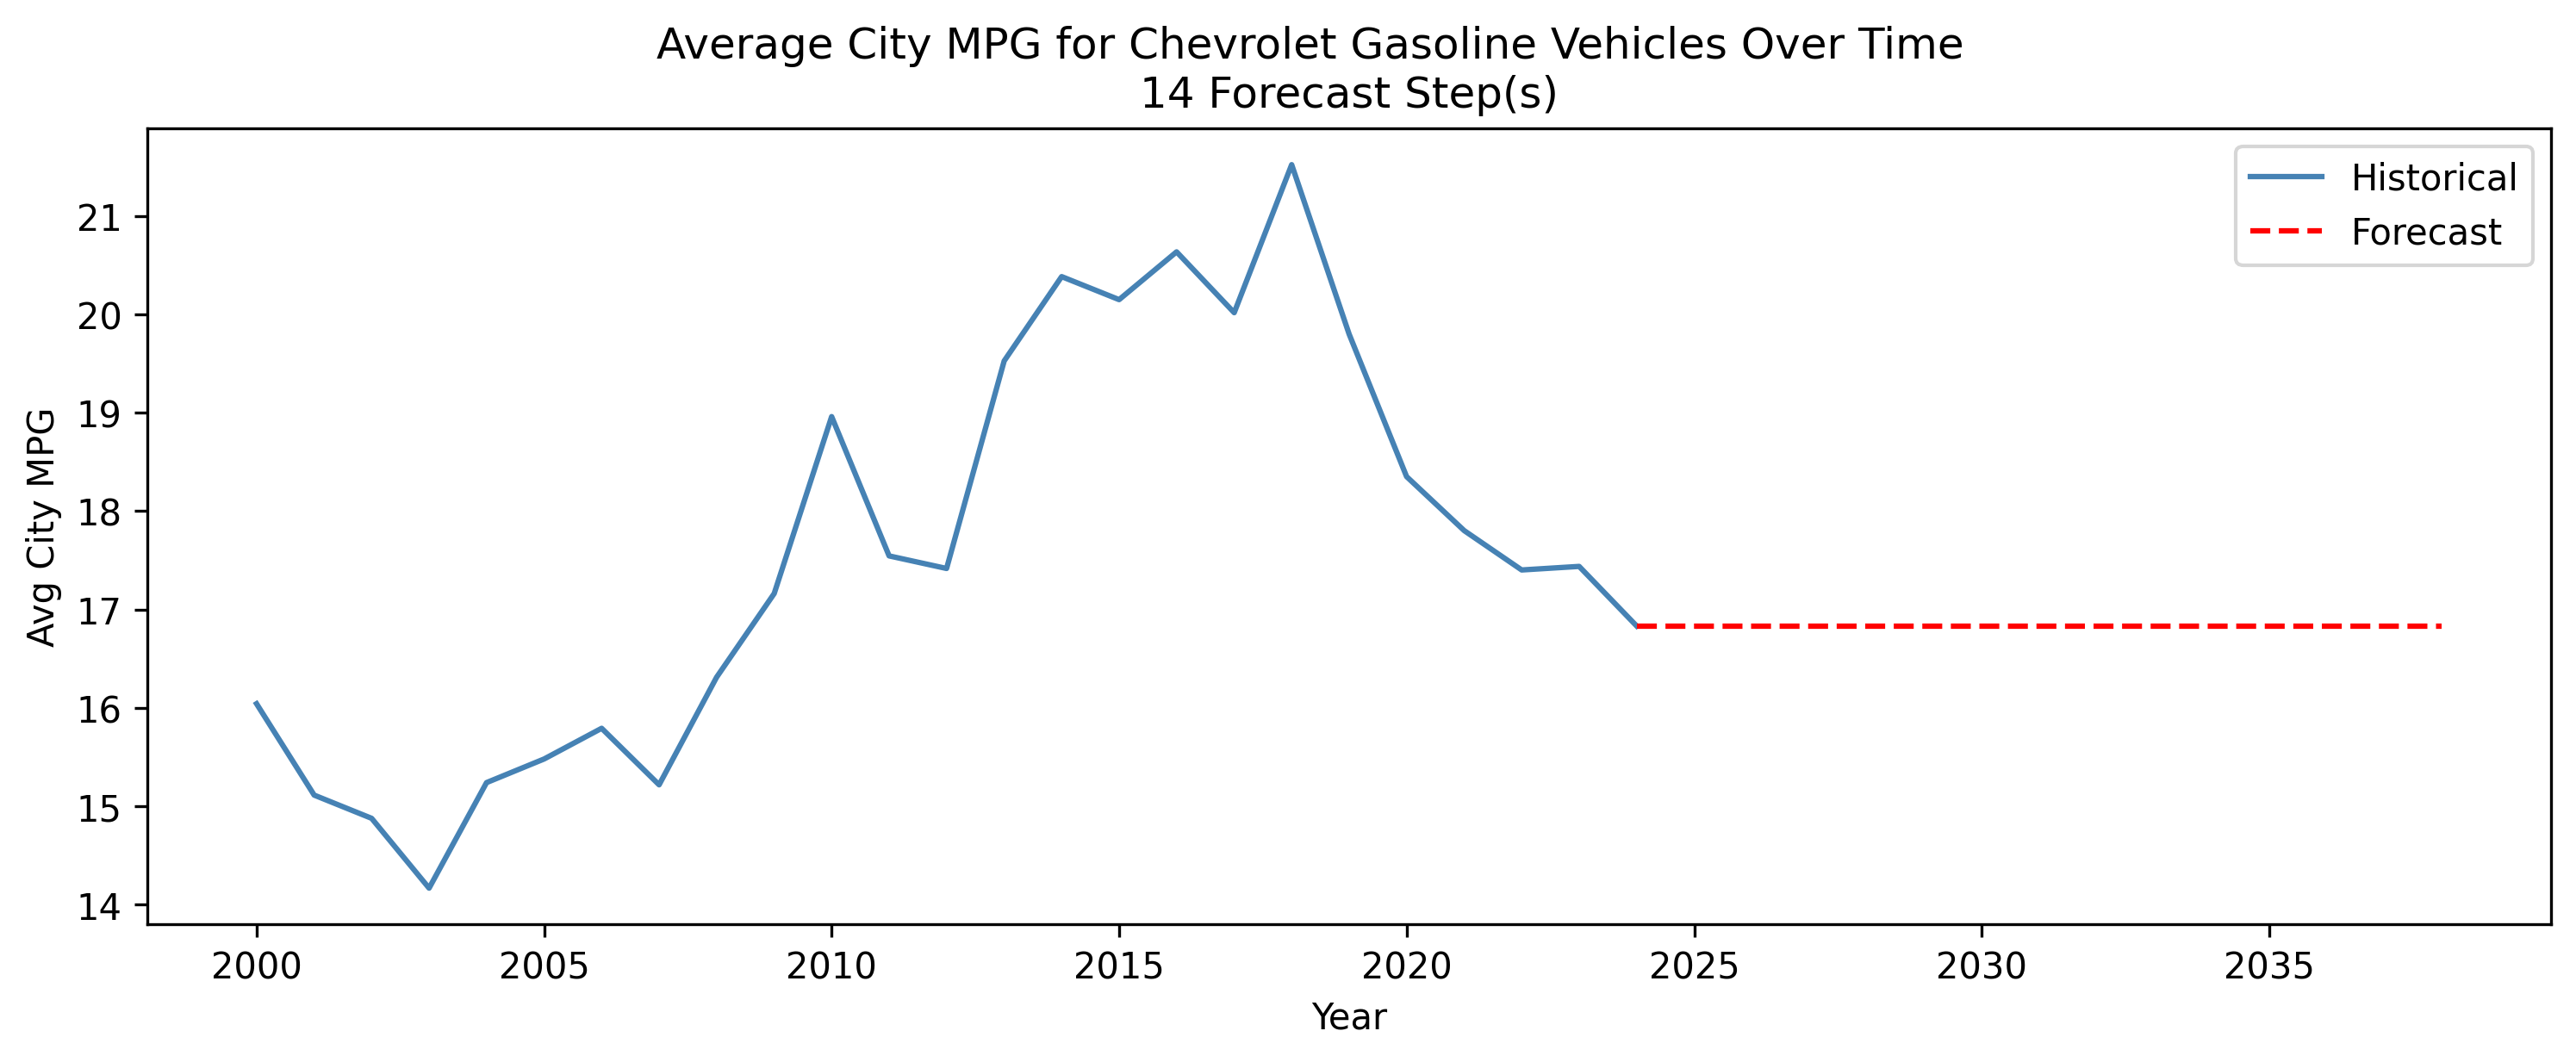 Average City MPG for Chevrolet Gasoline Vehicles Over Time
14 Forecast Step(s)
Historical
Forecast
Avg City MPG
21
20
19
18
17
16
15
14
2000 2005 2010 2015 2020 2025 2030 2035
Year